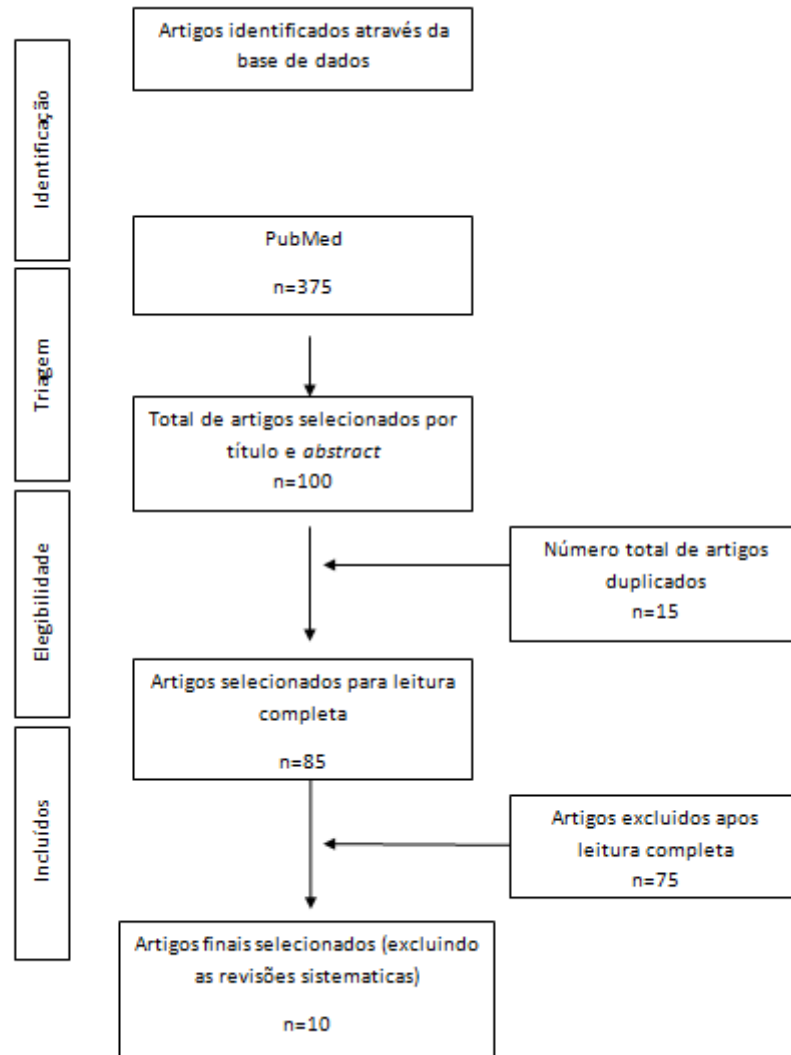 Artigos identificados através da
base de dados
Identificação
PubMed
n=375
Triagem
Total de artigos selecionados por
título e abstract
n=100
Elegibilidade
Número total de artigos
duplicados
n=15
Artigos selecionados para leitura
completa
n=85
Incluídos
Artigos excluidos apos
leitura completa
n=75
Artigos finais selecionados (excluindo
as revisões sistematicas)
n=10